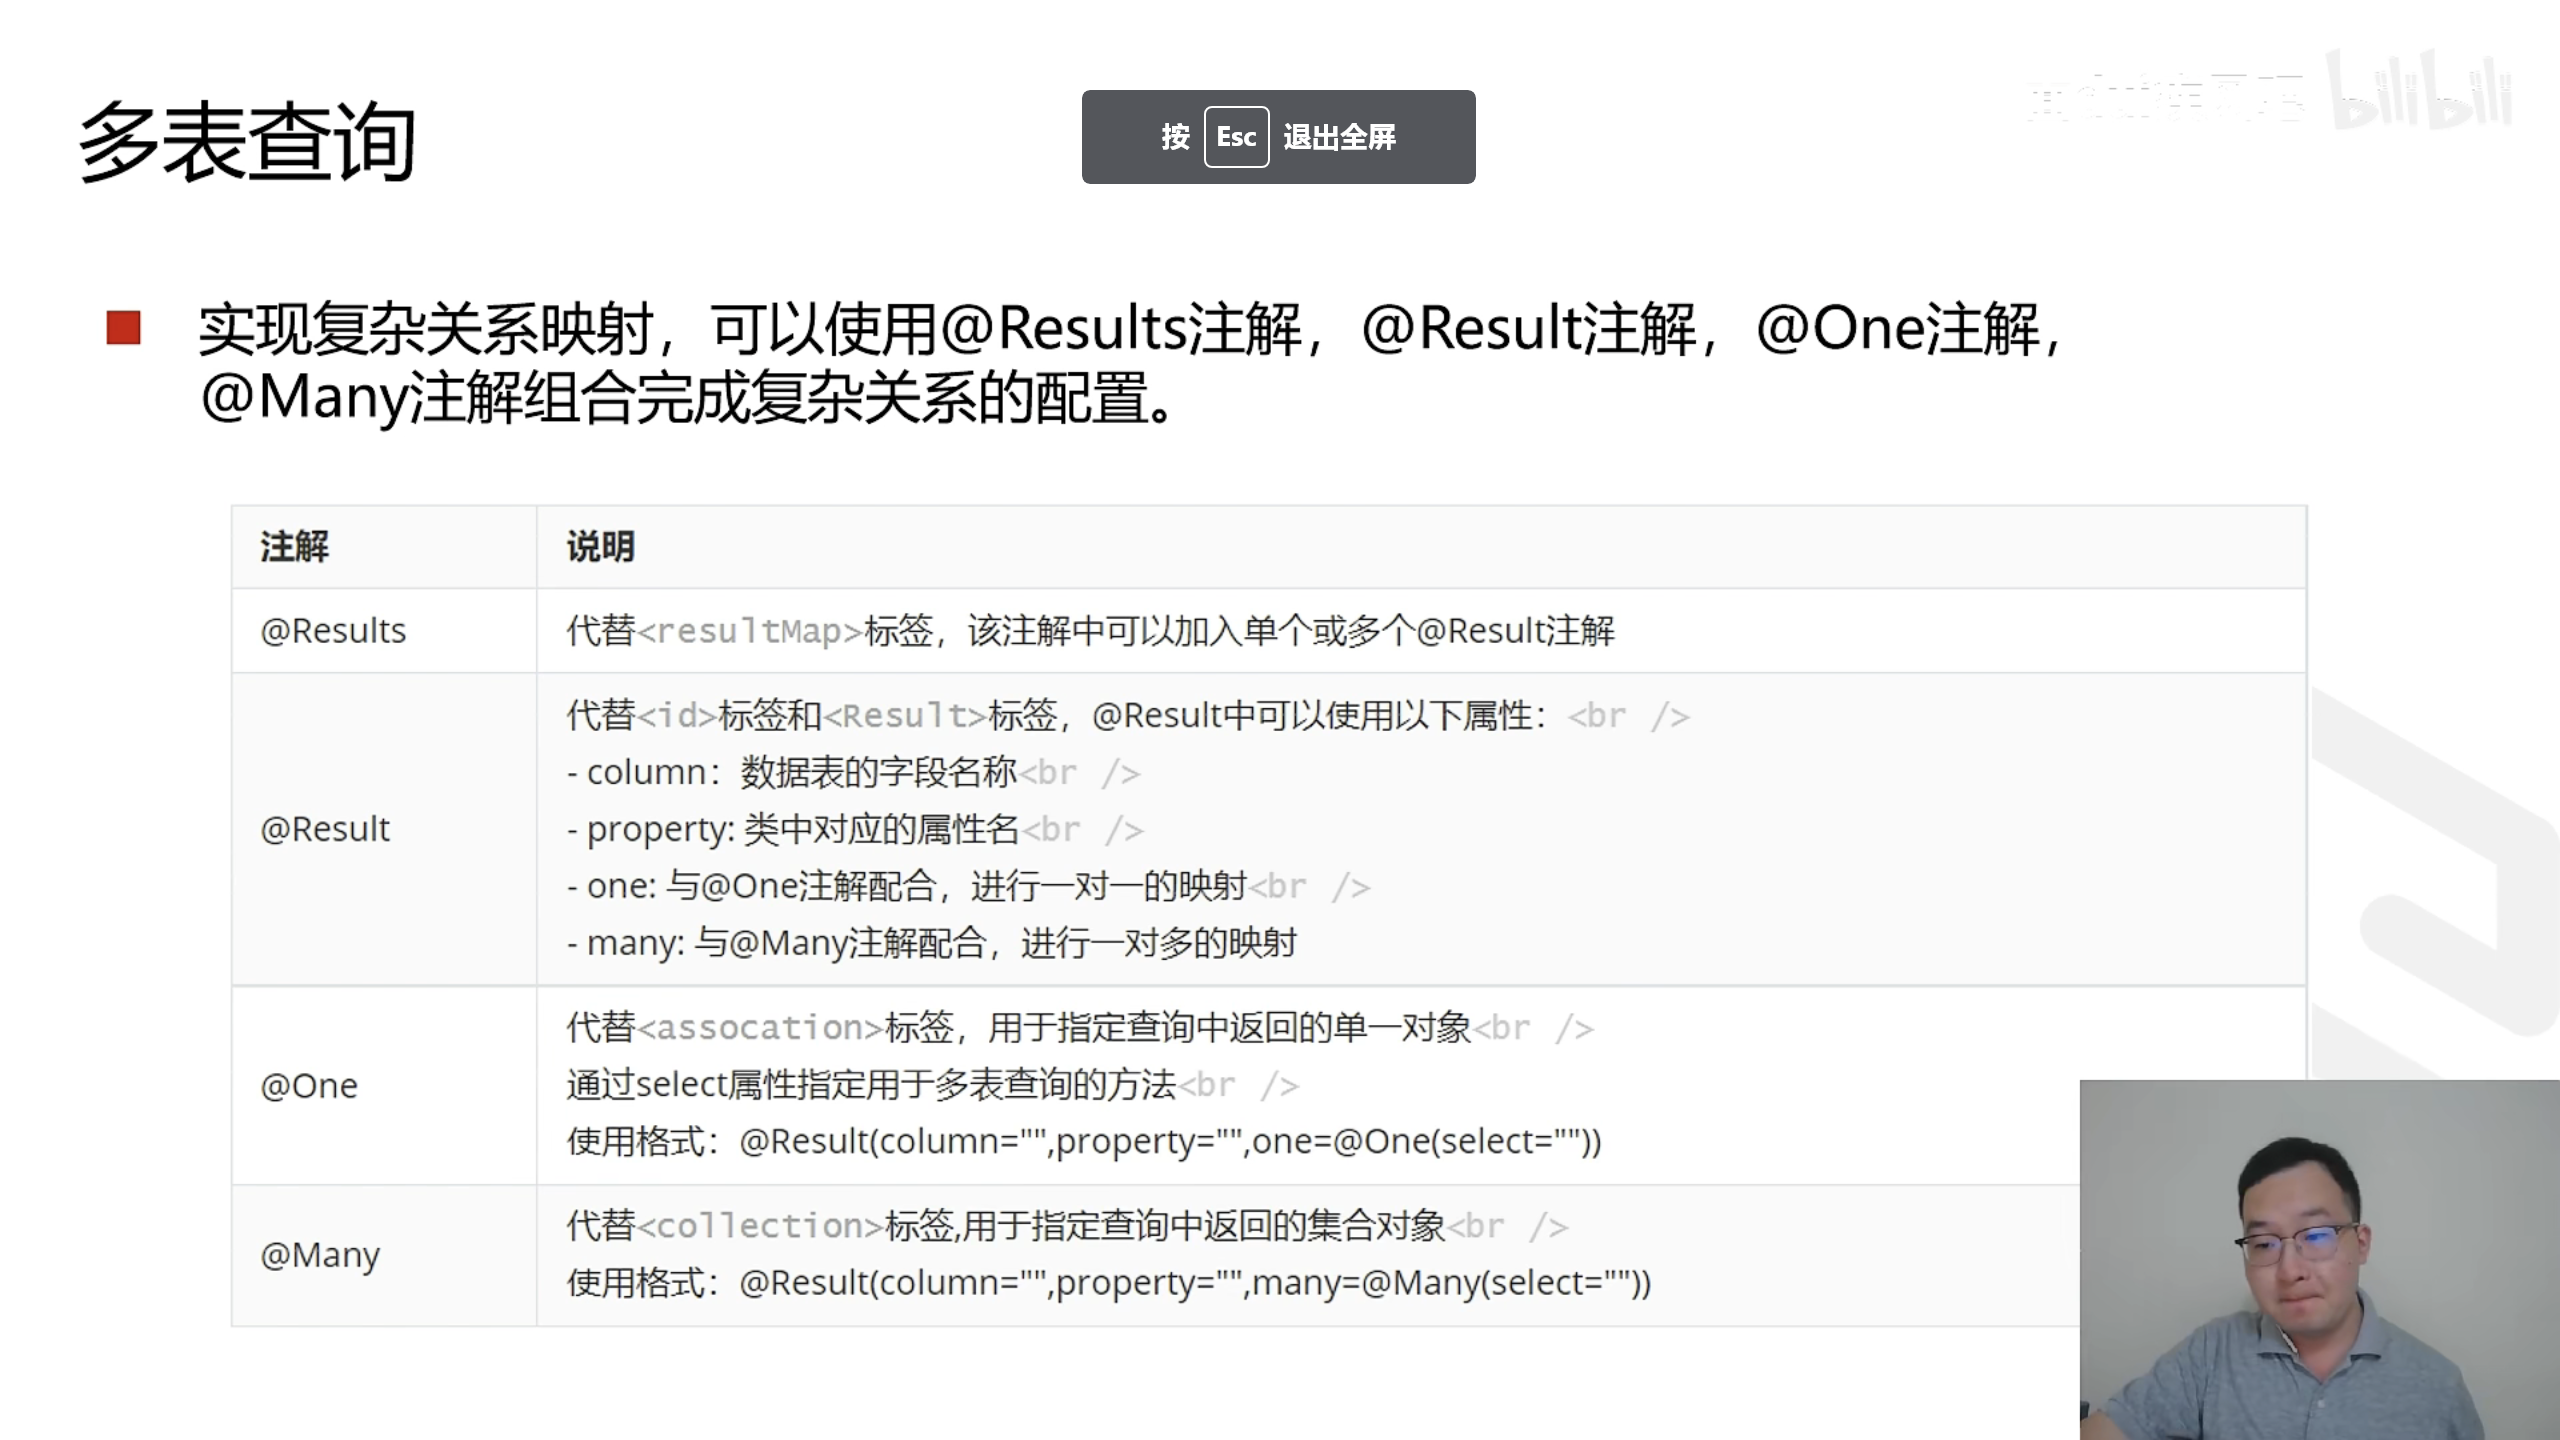 多表查询
按 Esc 退出全屏
bilibili
实现复杂关系映射，可以使用@Results注解，@Result注解，@One注解，
@Many注解组合完成复杂关系的配置。
注解 说明
@Results 代替<resultMap>标签，该注解中可以加入单个或多个@Result注解
@Result
代替<id>标签和<Result>标签，@Result中可以使用以下属性：<br />
- column：数据表的字段名称<br />
- property: 类中对应的属性名<br />
- one: 与@One注解配合，进行一对一的映射<br />
- many: 与@Many注解配合，进行一对多的映射
@One
代替<assocation>标签，用于指定查询中返回的单一对象<br />
通过select属性指定用于多表查询的方法<br />
使用格式：@Result(column="",property="",one=@One(select=""))
@Many
代替<collection>标签,用于指定查询中返回的集合对象<br />
使用格式：@Result(column="",property="",many=@Many(select=""))